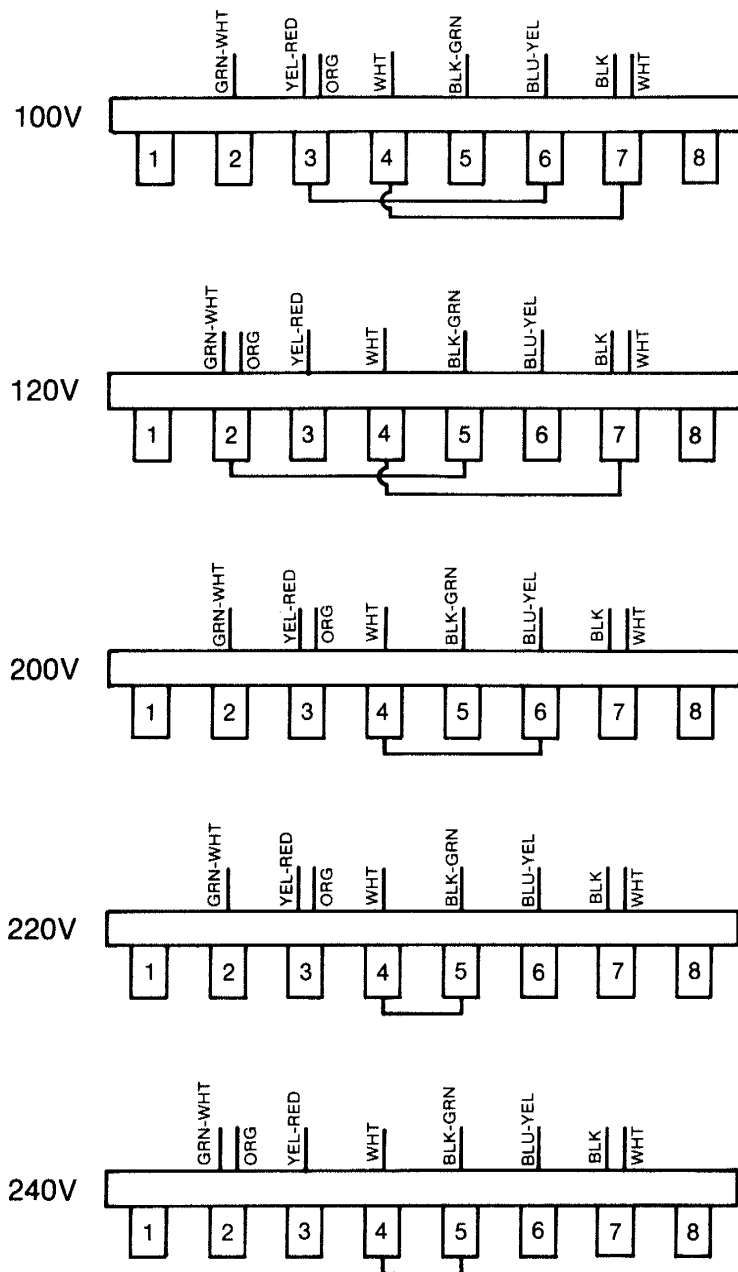 GRN-WHT YEL-RED ORG WHT BLK-GRN BLU-YEL BLK WHT
100V
1 2 3 4 5 6 7 8
GRN-WHT ORG YEL-RED WHT BLK-GRN BLU-YEL BLK WHT
120V
1 2 3 4 5 6 7 8
GRN-WHT YEL-RED ORG WHT BLK-GRN BLU-YEL BLK WHT
200V
1 2 3 4 5 6 7 8
GRN-WHT YEL-RED ORG WHT BLK-GRN BLU-YEL BLK WHT
220V
1 2 3 4 5 6 7 8
GRN-WHT ORG YEL-RED WHT BLK-GRN BLU-YEL BLK WHT
240V
1 2 3 4 5 6 7 8